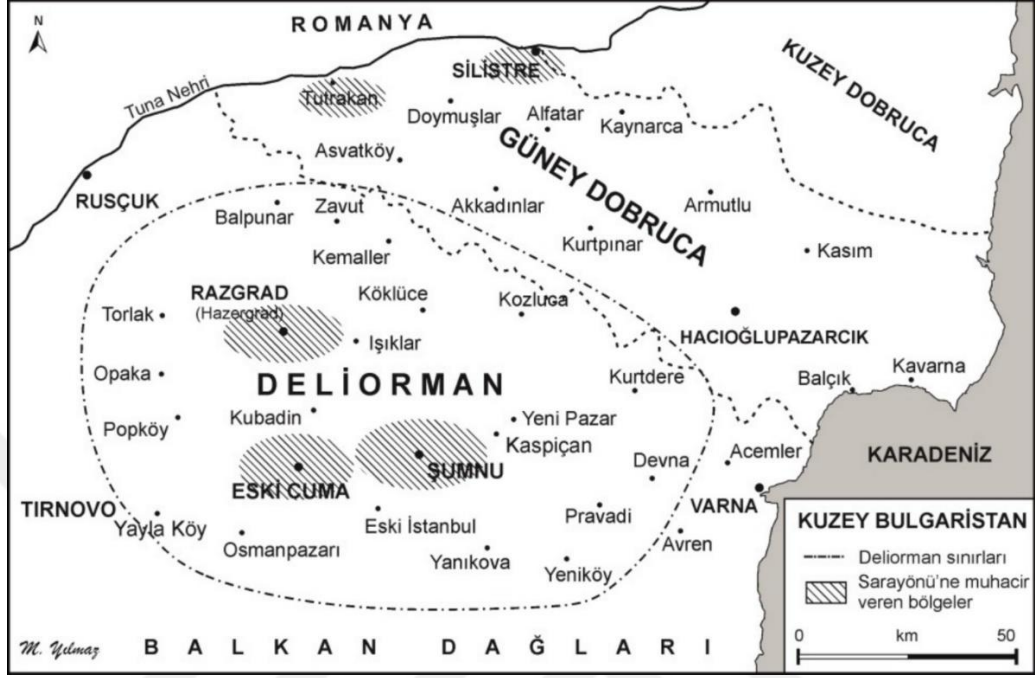 N
ROMANYA
KUZEY DOBRUCA
SİLİSTRE
Tuna Nehri
Tutrakan
Doymuşlar
Alfatar
Kaynarca
Asvatköy
GÜNEY DOBRUCA
RUSÇUK
Balpunar
Zavut
Akkadınlar
Armutlu
Kemaller
Kurtpınar
Kasım
RAZGRAD
(Hazergrad)
Köklüce
Kozluca
Torlak
Işıklar
HACIOĞLUPAZARCIK
Opaka
DELİORMAN
Kurtdere
Balçık
Kavarna
Popköy
Kubadin
Yeni Pazar
Kaspiçan
Acemler
KARADENİZ
Devna
ŞUMNU
ESKİ CUMA
TIRNOVO
Yayla Köy
Eski İstanbul
Pravadi
VARNA
Osmanpazarı
Yanıkova
Yeniköy
Avren
KUZEY BULGARİSTAN
Deliorman sınırları
Sarayönü'ne muhacir
veren bölgeler
0 km 50
M. Yılmaz
BALKAN DAĞLARI